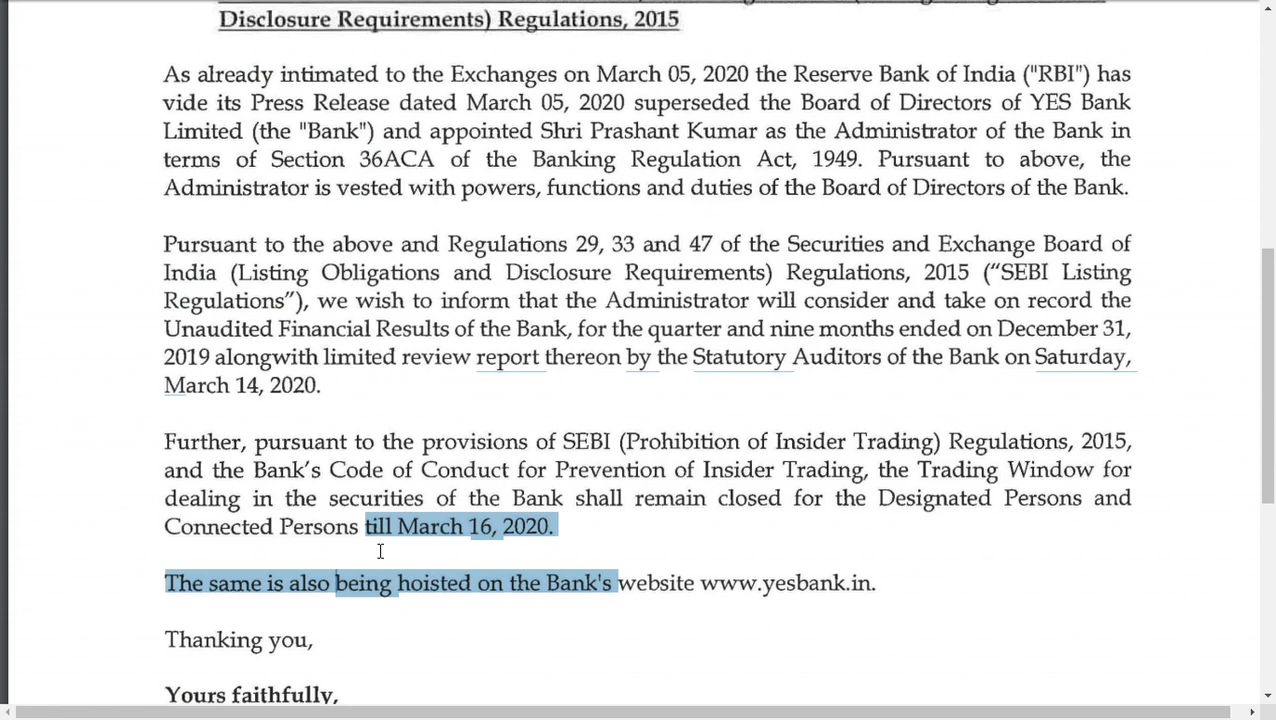 Disclosure Requirements) Regulations, 2015
As already intimated to the Exchanges on March 05, 2020 the Reserve Bank of India ("RBI") has
vide its Press Release dated March 05, 2020 superseded the Board of Directors of YES Bank
Limited (the "Bank") and appointed Shri Prashant Kumar as the Administrator of the Bank in
terms of Section 36ACA of the Banking Regulation Act, 1949. Pursuant to above, the
Administrator is vested with powers, functions and duties of the Board of Directors of the Bank.
Pursuant to the above and Regulations 29, 33 and 47 of the Securities and Exchange Board of
India (Listing Obligations and Disclosure Requirements) Regulations, 2015 (“SEBI Listing
Regulations”), we wish to inform that the Administrator will consider and take on record the
Unaudited Financial Results of the Bank, for the quarter and nine months ended on December 31,
2019 alongwith limited review report thereon by the Statutory Auditors of the Bank on Saturday,
March 14, 2020.
Further, pursuant to the provisions of SEBI (Prohibition of Insider Trading) Regulations, 2015,
and the Bank’s Code of Conduct for Prevention of Insider Trading, the Trading Window for
dealing in the securities of the Bank shall remain closed for the Designated Persons and
Connected Persons till March 16, 2020.
The same is also being hoisted on the Bank's website www.yesbank.in.
Thanking you,
Yours faithfully,